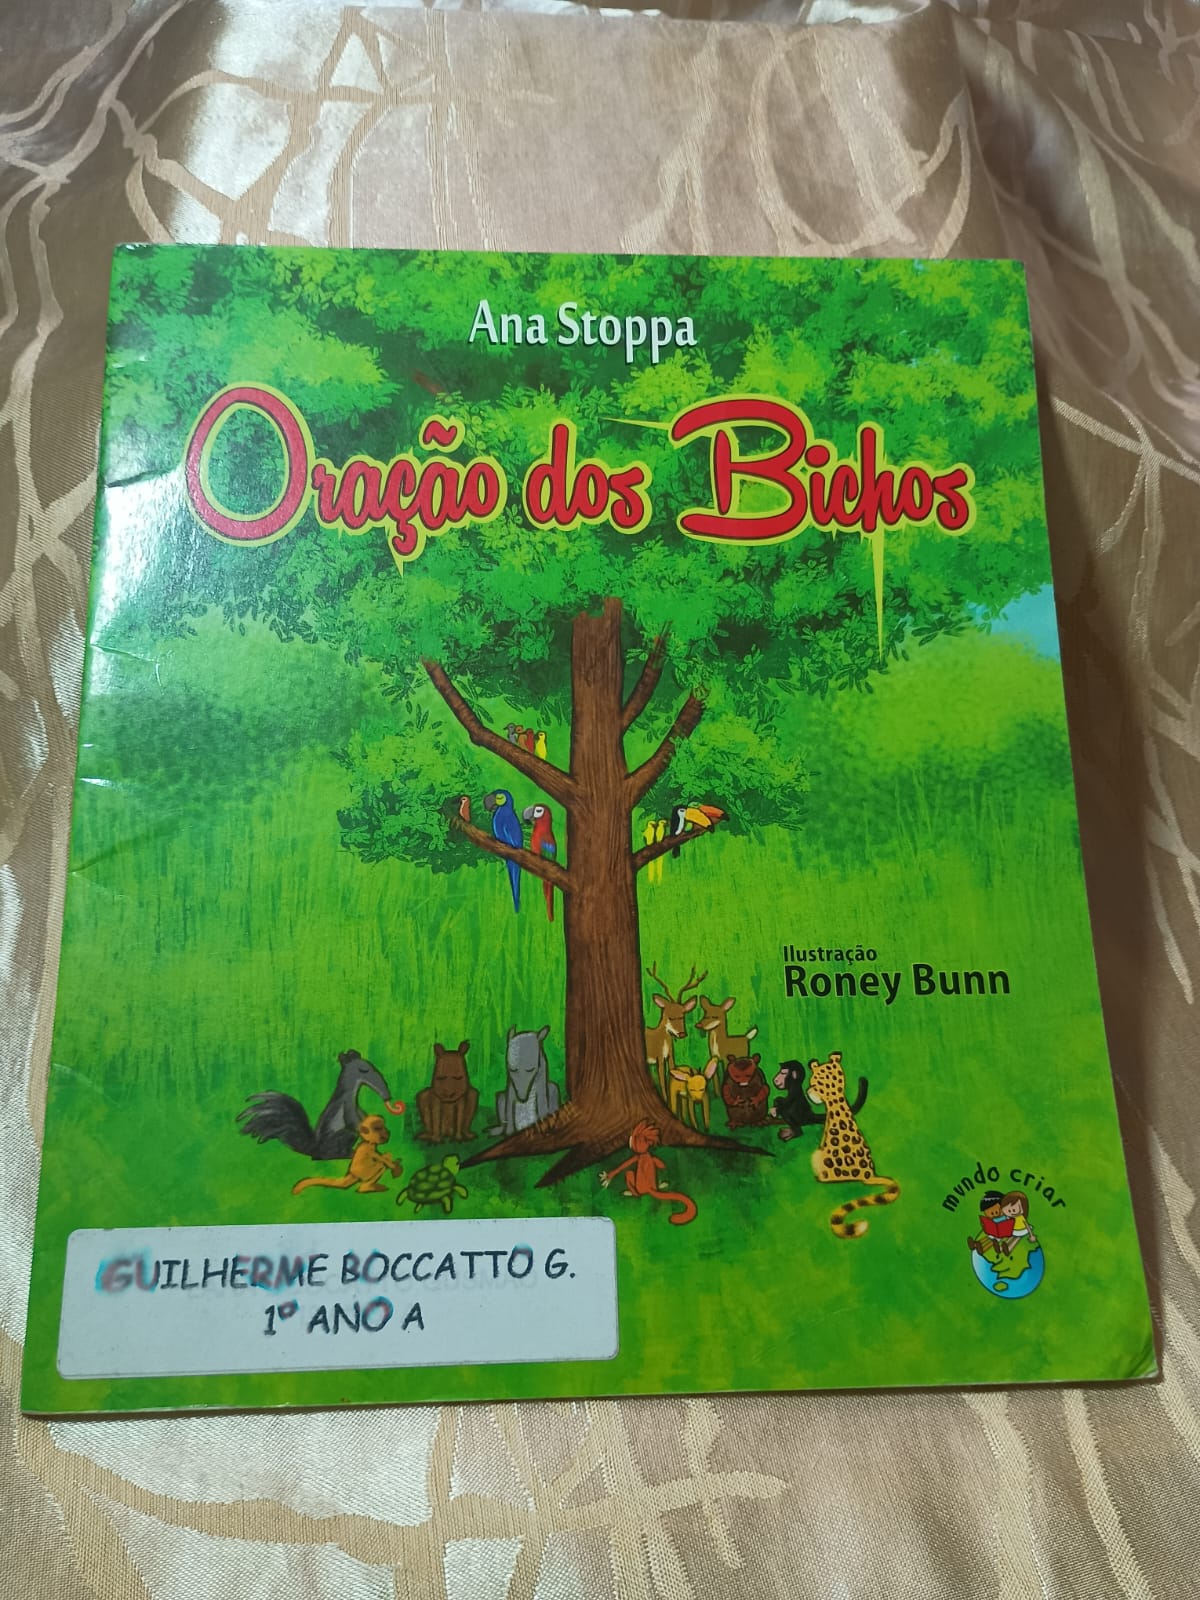 Ana Stoppa
Oração dos Bichos
Ilustração
Roney Bunn
mundo criar
GUILHERME BOCCATTO G.
1º ANO A